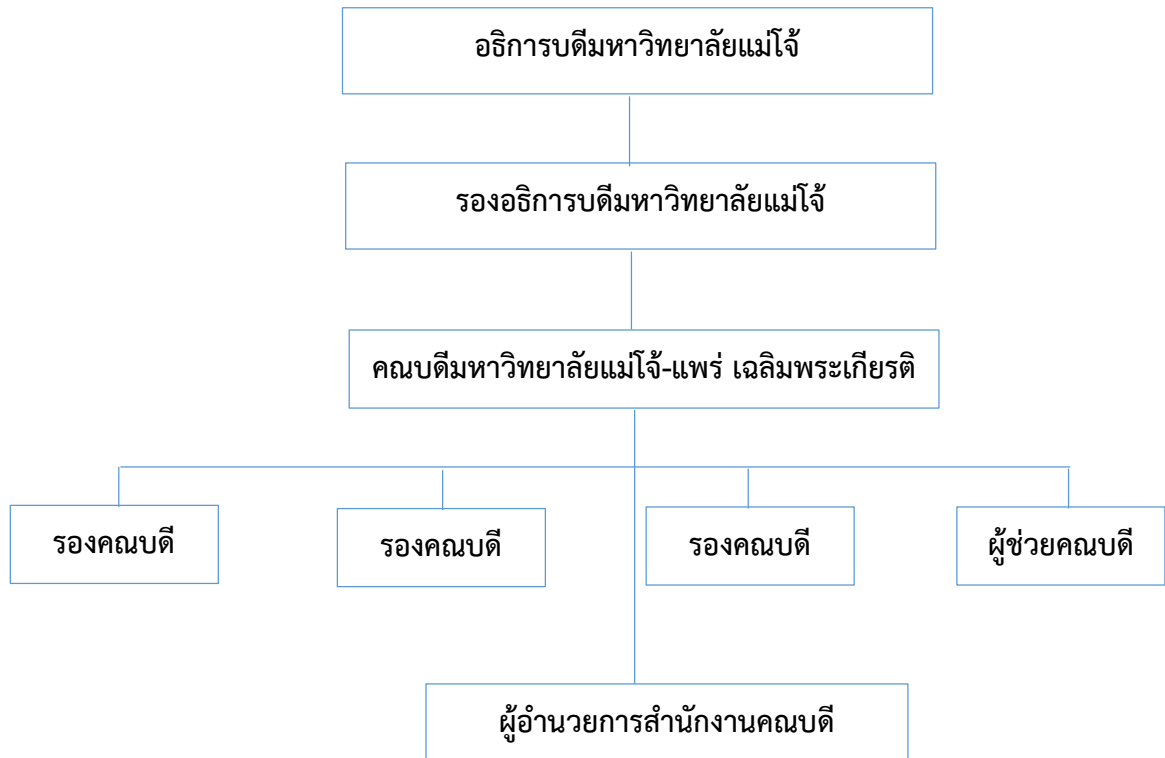 อธิการบดีมหาวิทยาลัยแม่โจ้
รองอธิการบดีมหาวิทยาลัยแม่โจ้
คณบดีมหาวิทยาลัยแม่โจ้-แพร่ เฉลิมพระเกียรติ
รองคณบดี
รองคณบดี
รองคณบดี
ผู้ช่วยคณบดี
ผู้อำนวยการสำนักงานคณบดี